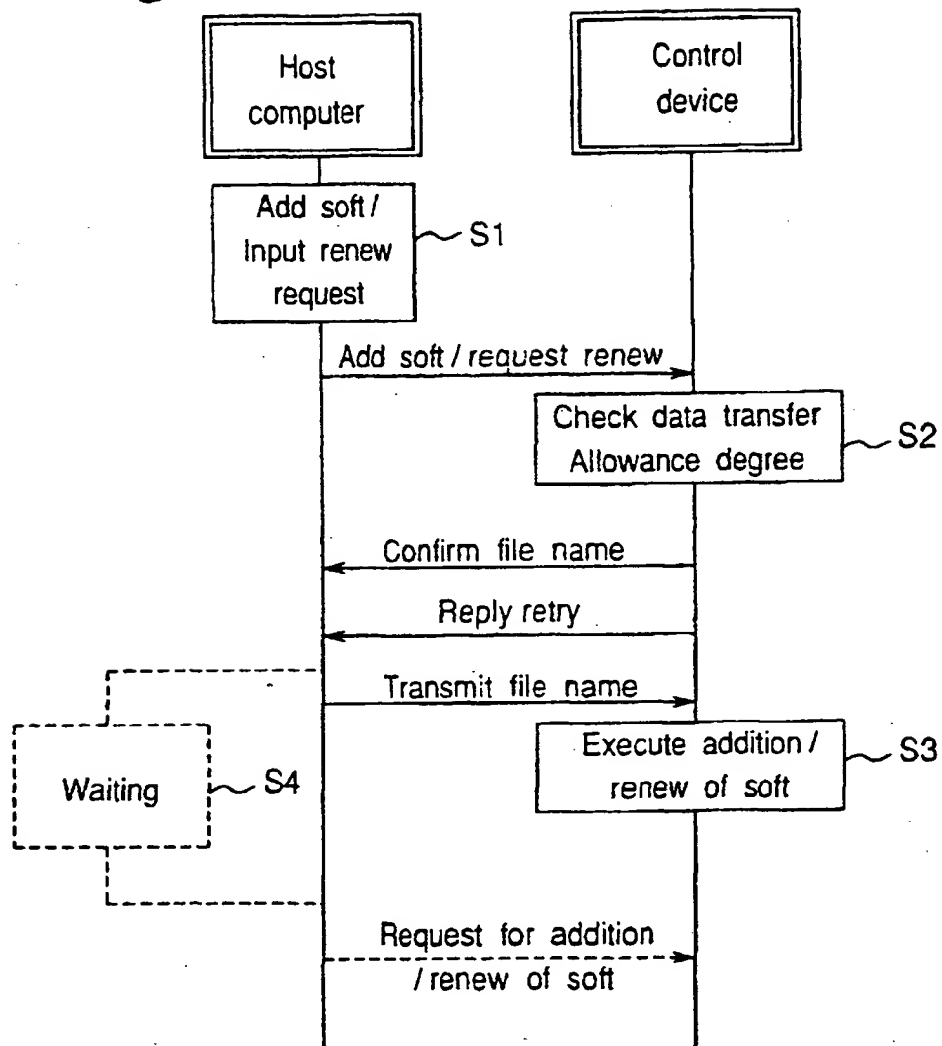 Host
computer
Control
device
Add soft /
Input renew
request
S1
Add soft / request renew
Check data transfer
Allowance degree
S2
Confirm file name
Reply retry
Transmit file name
Execute addition /
renew of soft
S3
Waiting
S4
Request for addition
/ renew of soft